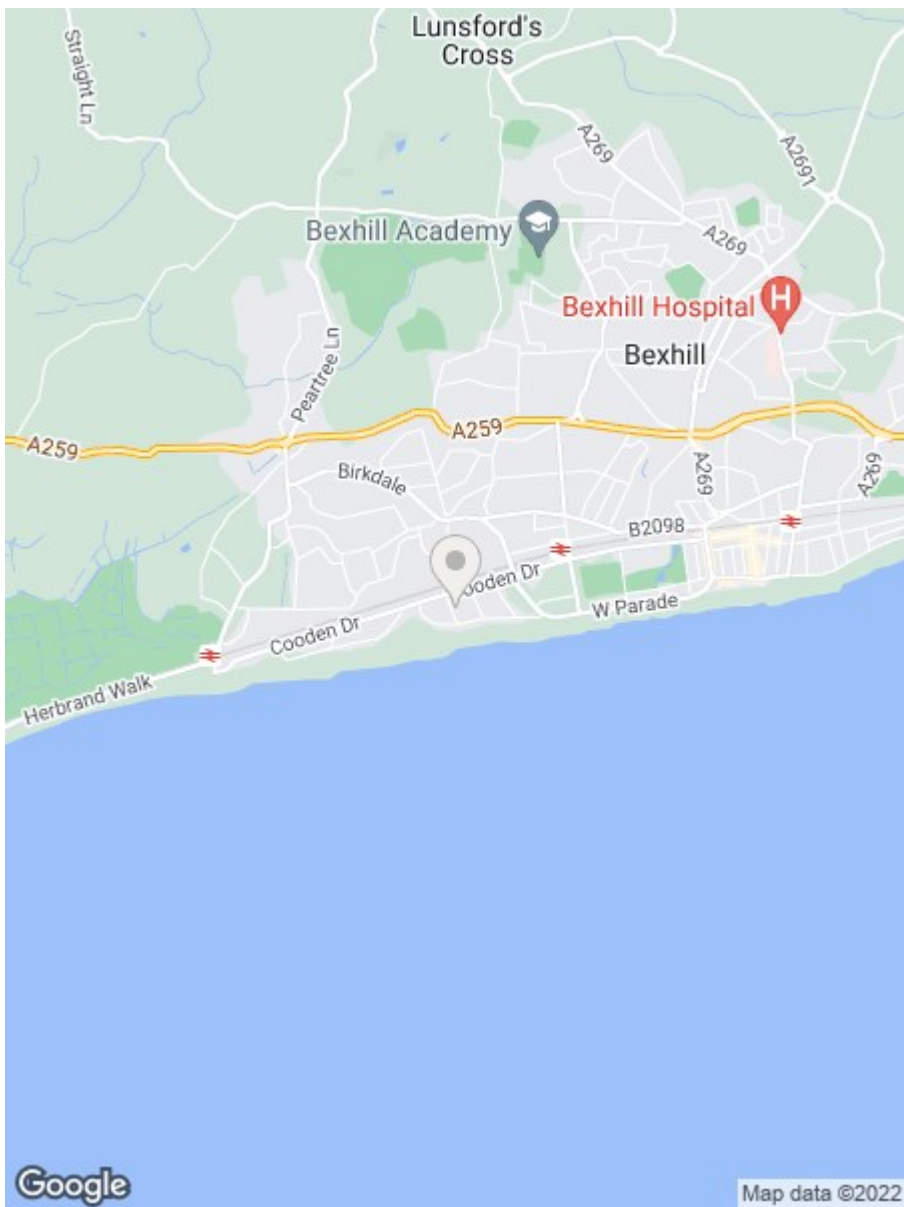 Lunsford's
Cross
Straight Ln
A269
A2691
Bexhill Academy
A269
Bexhill Hospital
H
Bexhill
Peartree Ln
A259
A259
Birkdale
A269
A269
B2098
ooden Dr
W Parade
Cooden Dr
Herbrand Walk
Google
Map data ©2022